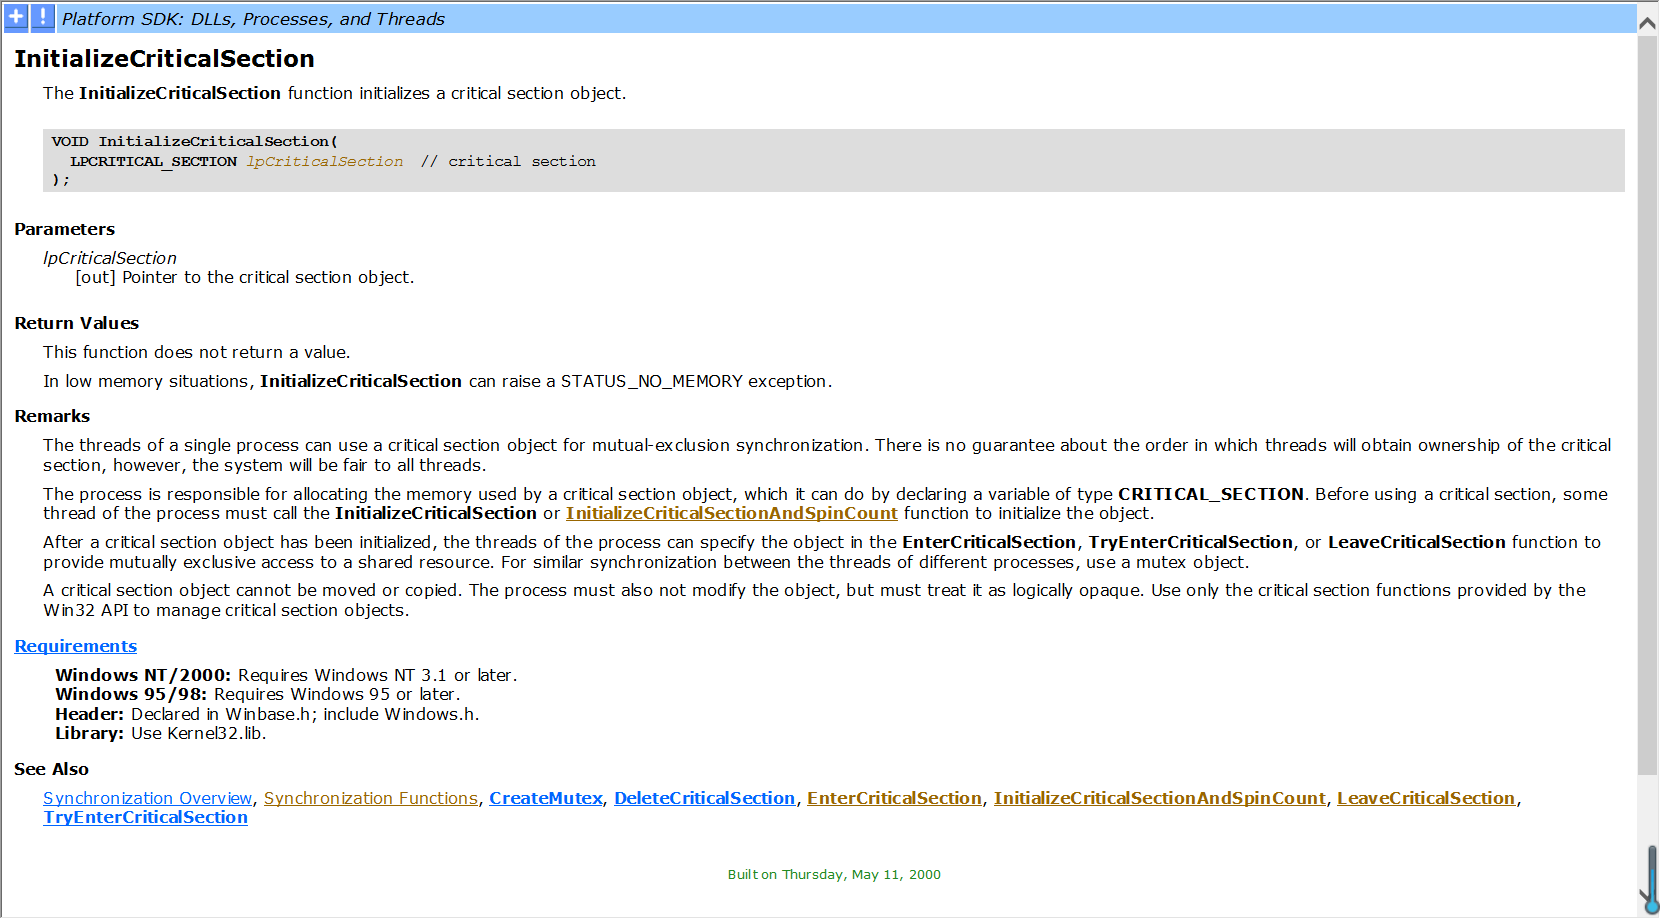 Platform SDK: DLLs, Processes, and Threads
InitializeCriticalSection
The InitializeCriticalSection function initializes a critical section object.
VOID InitializeCriticalSection(
  LPCRITICAL_SECTION lpCriticalSection  // critical section
);
Parameters
lpCriticalSection
[out] Pointer to the critical section object.
Return Values
This function does not return a value.
In low memory situations, InitializeCriticalSection can raise a STATUS_NO_MEMORY exception.
Remarks
The threads of a single process can use a critical section object for mutual-exclusion synchronization. There is no guarantee about the order in which threads will obtain ownership of the critical
section, however, the system will be fair to all threads.
The process is responsible for allocating the memory used by a critical section object, which it can do by declaring a variable of type CRITICAL_SECTION. Before using a critical section, some
thread of the process must call the InitializeCriticalSection or InitializeCriticalSectionAndSpinCount function to initialize the object.
After a critical section object has been initialized, the threads of the process can specify the object in the EnterCriticalSection, TryEnterCriticalSection, or LeaveCriticalSection function to
provide mutually exclusive access to a shared resource. For similar synchronization between the threads of different processes, use a mutex object.
A critical section object cannot be moved or copied. The process must also not modify the object, but must treat it as logically opaque. Use only the critical section functions provided by the
Win32 API to manage critical section objects.
Requirements
Windows NT/2000: Requires Windows NT 3.1 or later.
Windows 95/98: Requires Windows 95 or later.
Header: Declared in Winbase.h; include Windows.h.
Library: Use Kernel32.lib.
See Also
Synchronization Overview, Synchronization Functions, CreateMutex, DeleteCriticalSection, EnterCriticalSection, InitializeCriticalSectionAndSpinCount, LeaveCriticalSection,
TryEnterCriticalSection
Built on Thursday, May 11, 2000